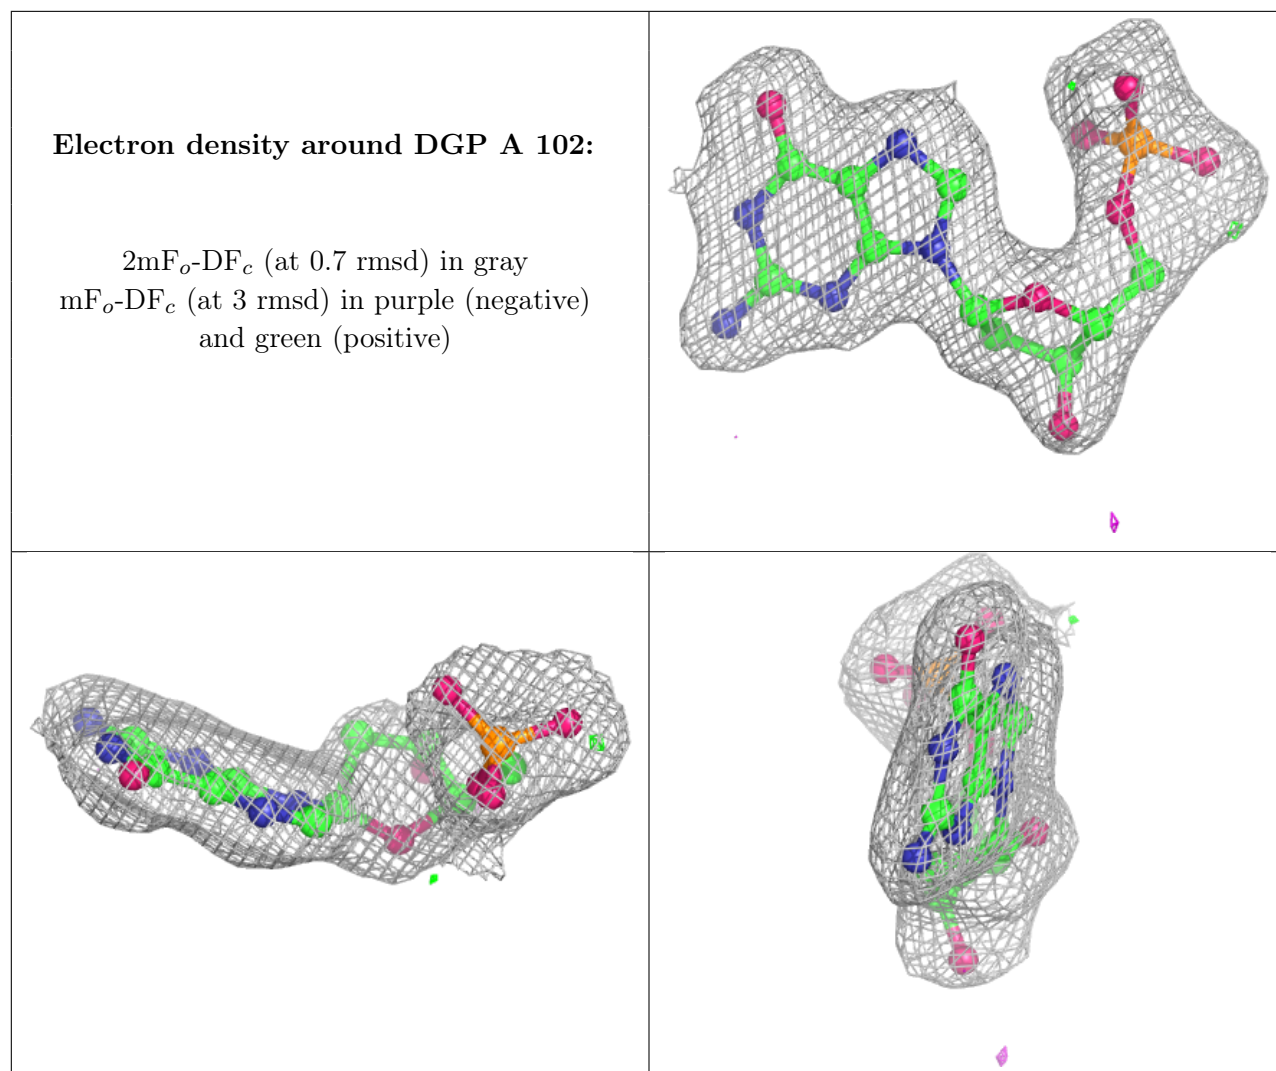 Electron density around DGP A 102:
2mFo-DFc (at 0.7 rmsd) in gray
mFo-DFc (at 3 rmsd) in purple (negative)
and green (positive)